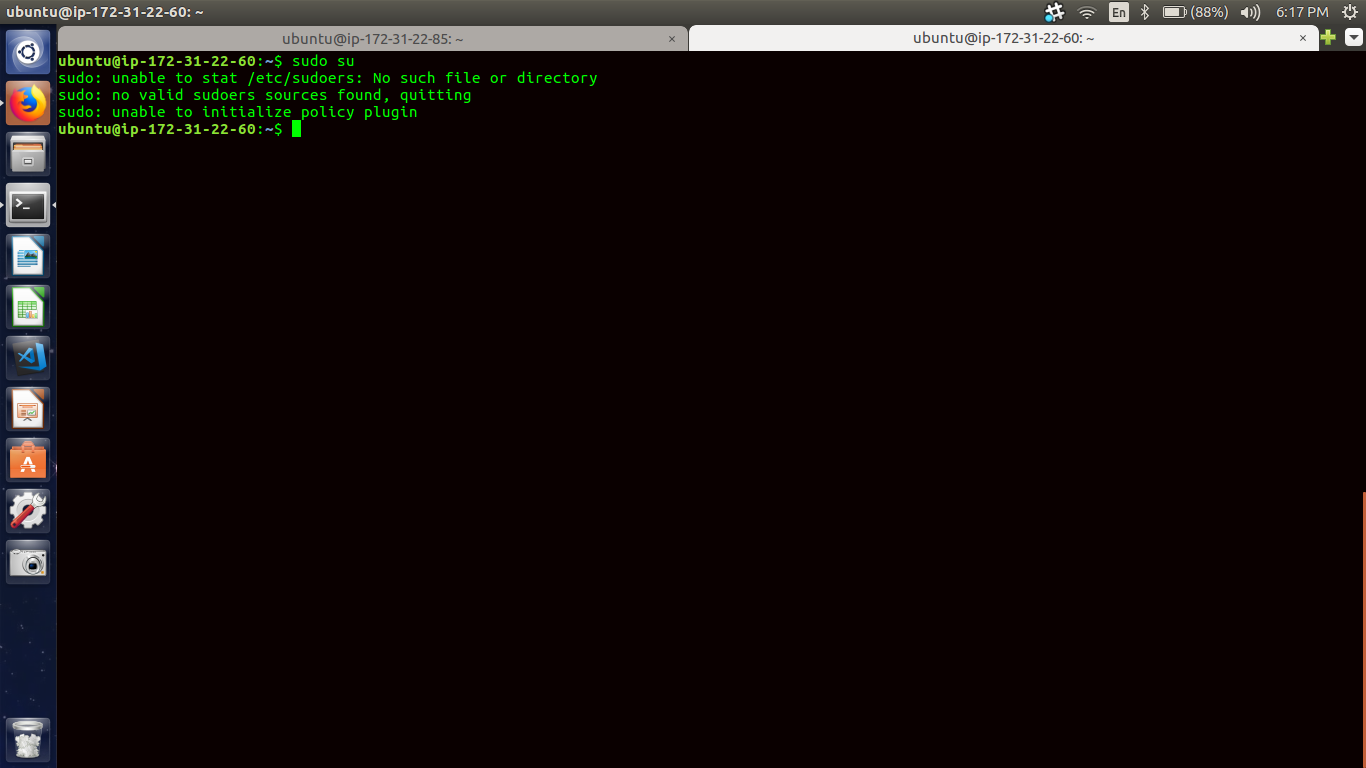 ubuntu@ip-172-31-22-60: ~
En
(88%)
6:17 PM
ubuntu@ip-172-31-22-85: ~
ubuntu@ip-172-31-22-60: ~
ubuntu@ip-172-31-22-60:~$ sudo su
sudo: unable to stat /etc/sudoers: No such file or directory
sudo: no valid sudoers sources found, quitting
sudo: unable to initialize policy plugin
ubuntu@ip-172-31-22-60:~$